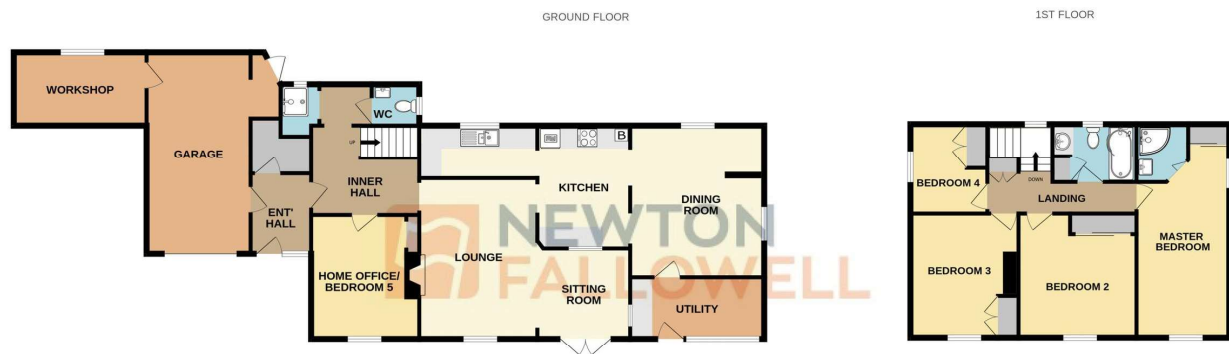 GROUND FLOOR
WORKSHOP
GARAGE
ENT'
HALL
WC
UP
INNER
HALL
HOME OFFICE/
BEDROOM 5
LOUNGE
KITCHEN
B
DINING
ROOM
SITTING
ROOM
UTILITY
NEWTON
FALLOWELL
1ST FLOOR
BEDROOM 4
DOWN
LANDING
MASTER
BEDROOM
BEDROOM 3
BEDROOM 2